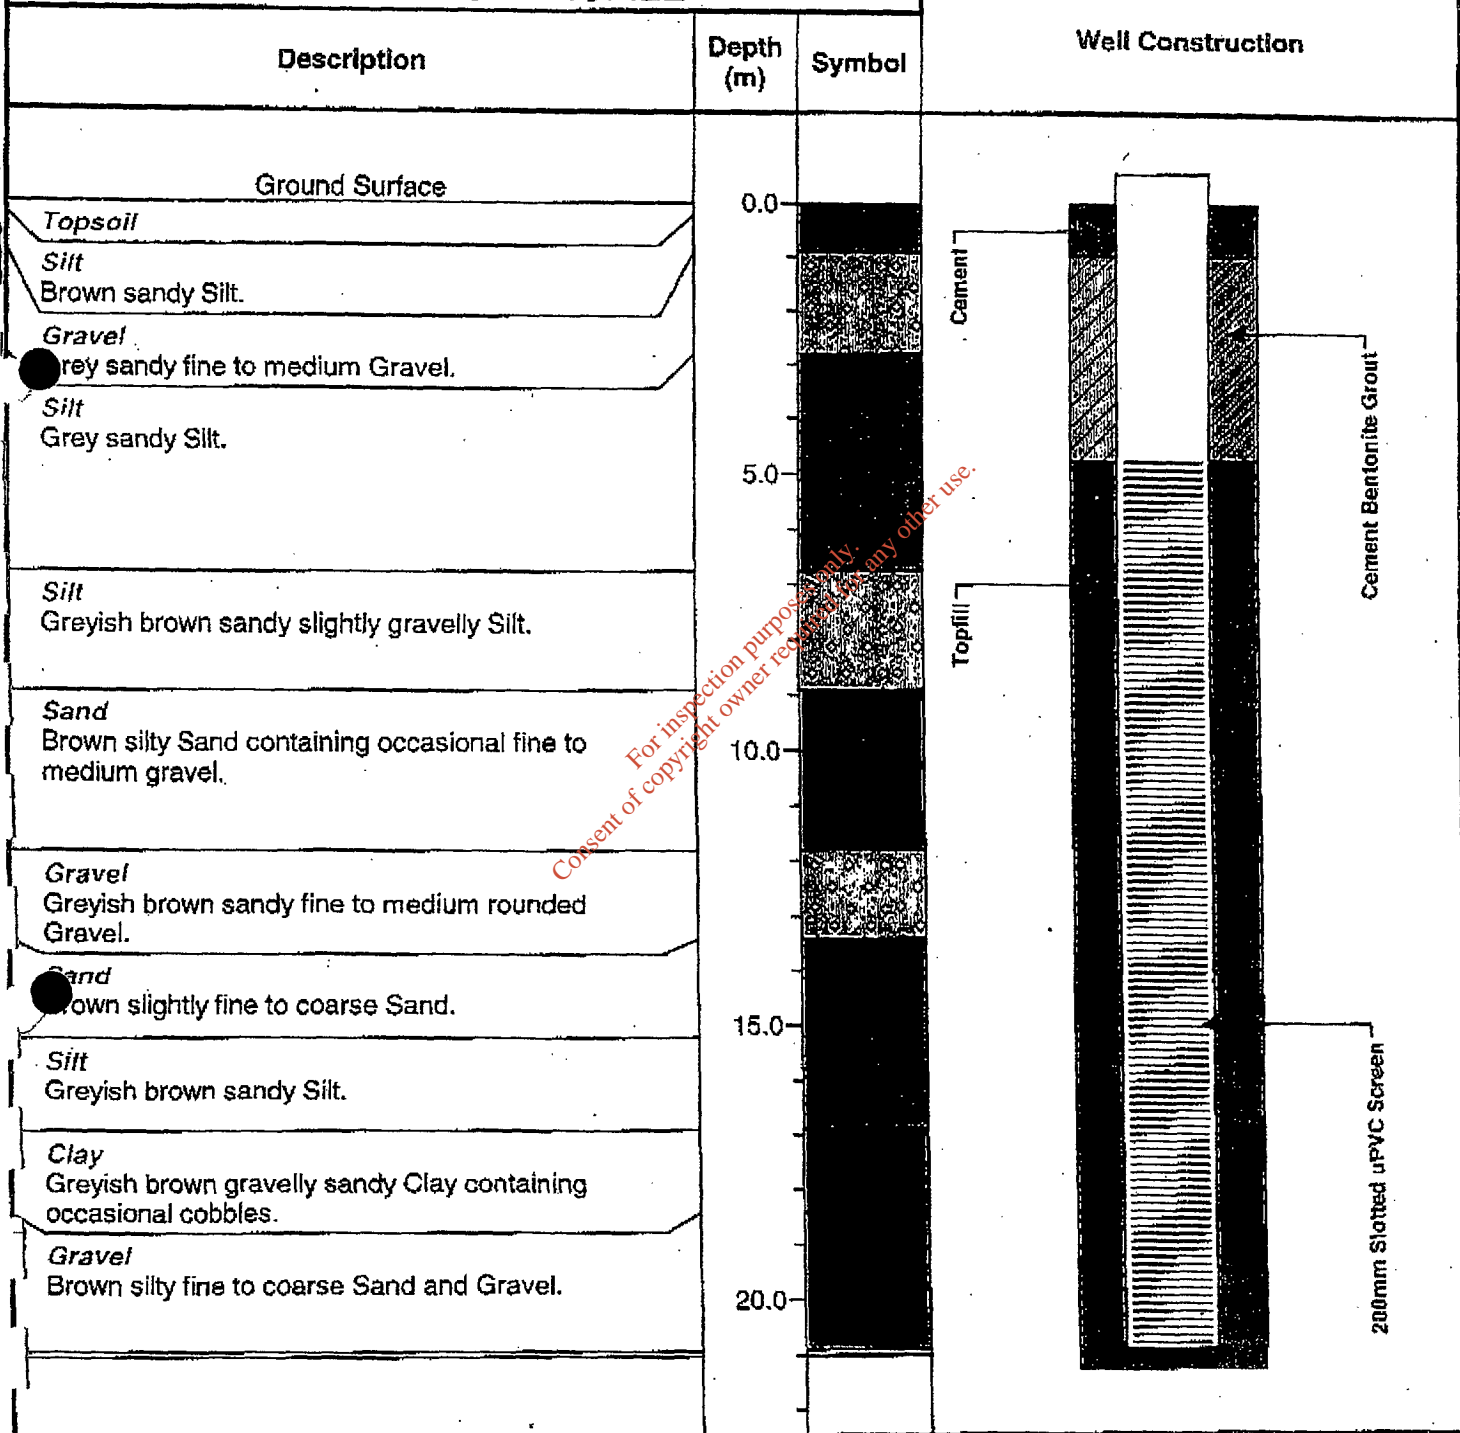 Description
Depth
(m)
Symbol
Well Construction
Ground Surface
Topsoil
Silt
Brown sandy Silt.
Gravel
rey sandy fine to medium Gravel.
Silt
Grey sandy Silt.
Silt
Greyish brown sandy slightly gravelly Silt.
Sand
Brown silty Sand containing occasional fine to
medium gravel.
Gravel
Greyish brown sandy fine to medium rounded
Gravel.
Sand
rown slightly fine to coarse Sand.
Silt
Greyish brown sandy Silt.
Clay
Greyish brown gravelly sandy Clay containing
occasional cobbles.
Gravel
Brown silty fine to coarse Sand and Gravel.
0.0
5.0
10.0
15.0
20.0
Cement
Cement Bentonite Grout
Topfill
200mm Slotted uPVC Screen
For inspection purposes only.
Consent of copyright owner required for any other use.